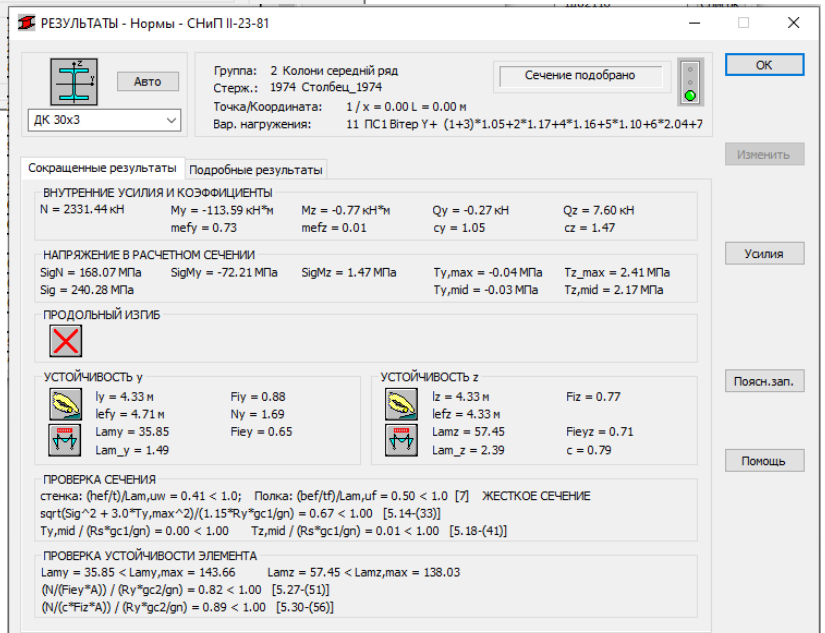 РЕЗУЛЬТАТЫ - Нормы - СНиП II-23-81
Авто
ДК 30x3
Группа: 2 Колони середній ряд
Стерж.: 1974 Столбец_1974
Точка/Координата: 1 / x = 0.00 L = 0.00 м
Вар. нагружения: 11 ПС1 Вітер Y+ (1+3)*1.05+2*1.17+4*1.16+5*1.10+6*2.04+7
Сечение подобрано
OK
Изменить
Усилия
Поясн.зап.
Помощь
Сокращенные результаты Подробные результаты
ВНУТРЕННИЕ УСИЛИЯ И КОЭФФИЦИЕНТЫ
N = 2331.44 кН My = -113.59 кН*м Mz = -0.77 кН*м Qy = -0.27 кН Qz = 7.60 кН
mefy = 0.73 mefz = 0.01 cy = 1.05 cz = 1.47
НАПРЯЖЕНИЕ В РАСЧЕТНОМ СЕЧЕНИИ
SigN = 168.07 МПа SigMy = -72.21 МПа SigMz = 1.47 МПа Ty,max = -0.04 МПа Tz_max = 2.41 МПа
Sig = 240.28 МПа Ty,mid = -0.03 МПа Tz,mid = 2.17 МПа
ПРОДОЛЬНЫЙ ИЗГИБ
УСТОЙЧИВОСТЬ y
ly = 4.33 м Fiy = 0.88
lefy = 4.71 м Ny = 1.69
Lamy = 35.85 Fiey = 0.65
Lam_y = 1.49
УСТОЙЧИВОСТЬ z
lz = 4.33 м Fiz = 0.77
lefz = 4.33 м
Lamz = 57.45 Fieyz = 0.71
Lam_z = 2.39 c = 0.79
ПРОВЕРКА СЕЧЕНИЯ
стенка: (hef/t)/Lam,uw = 0.41 < 1.0; Полка: (bef/tf)/Lam,uf = 0.50 < 1.0 [7] ЖЕСТКОЕ СЕЧЕНИЕ
sqrt(Sig^2 + 3.0*Ty,max^2)/(1.15*Ry*gc1/gn) = 0.67 < 1.00 [5.14-(33)]
Ty,mid / (Rs*gc1/gn) = 0.00 < 1.00 Tz,mid / (Rs*gc1/gn) = 0.01 < 1.00 [5.18-(41)]
ПРОВЕРКА УСТОЙЧИВОСТИ ЭЛЕМЕНТА
Lamy = 35.85 < Lamy,max = 143.66 Lamz = 57.45 < Lamz,max = 138.03
(N/(Fiey*A)) / (Ry*gc2/gn) = 0.82 < 1.00 [5.27-(51)]
(N/(c*Fiz*A)) / (Ry*gc2/gn) = 0.89 < 1.00 [5.30-(56)]